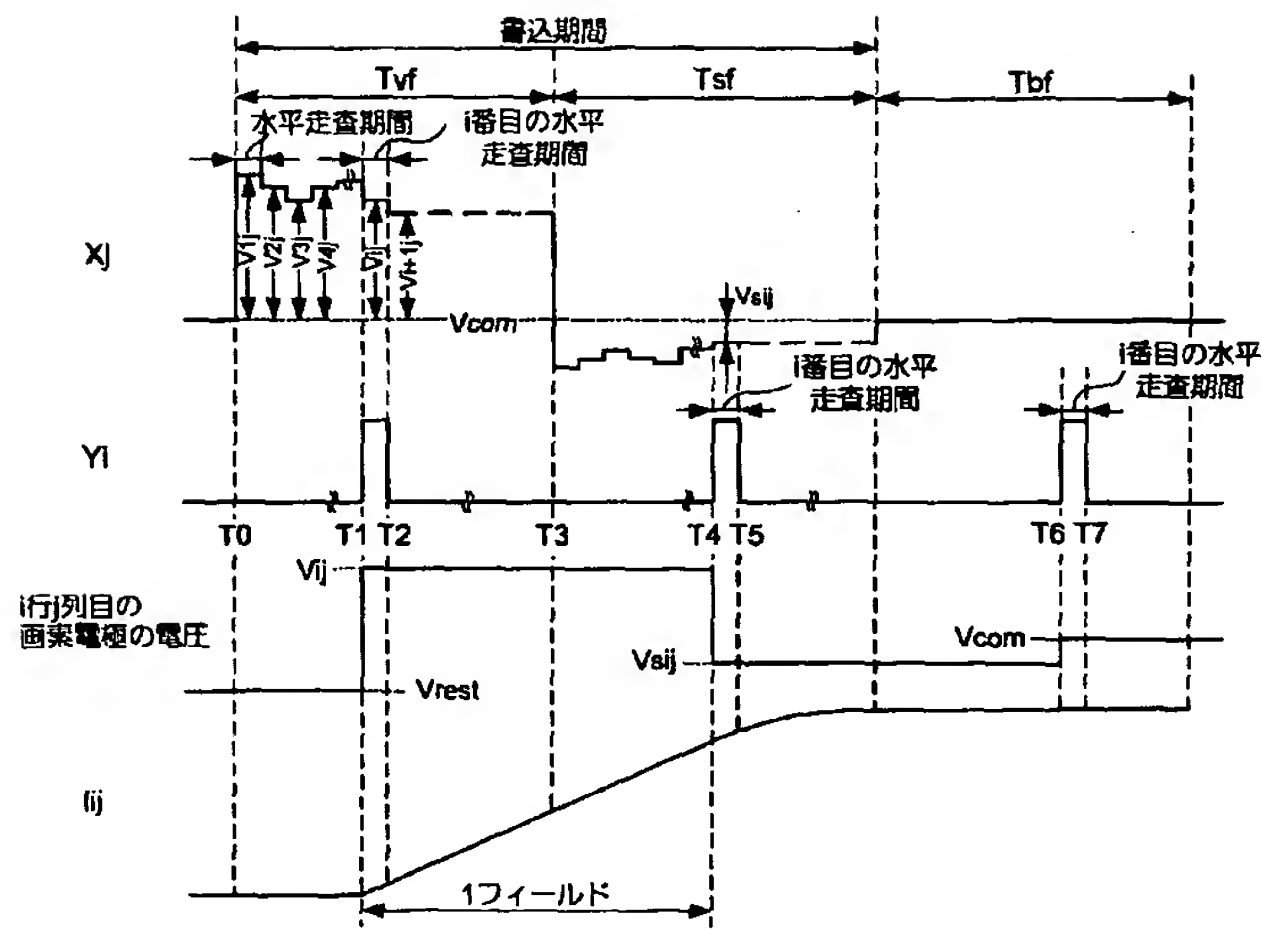 書込期間
Tvf
Tsf
Tbf
水平走査期間
i番目の水平
走査期間
V1j
V2j
V3j
V4j
Vij
Vi+1j
Xj
Vcom
Vsij
i番目の水平
走査期間
i番目の水平
走査期間
Yi
T0
T1
T2
T3
T4
T5
T6
T7
Vij
i行j列目の
画素電極の電圧
Vcom
Vsij
Vrest
Iij
1フィールド